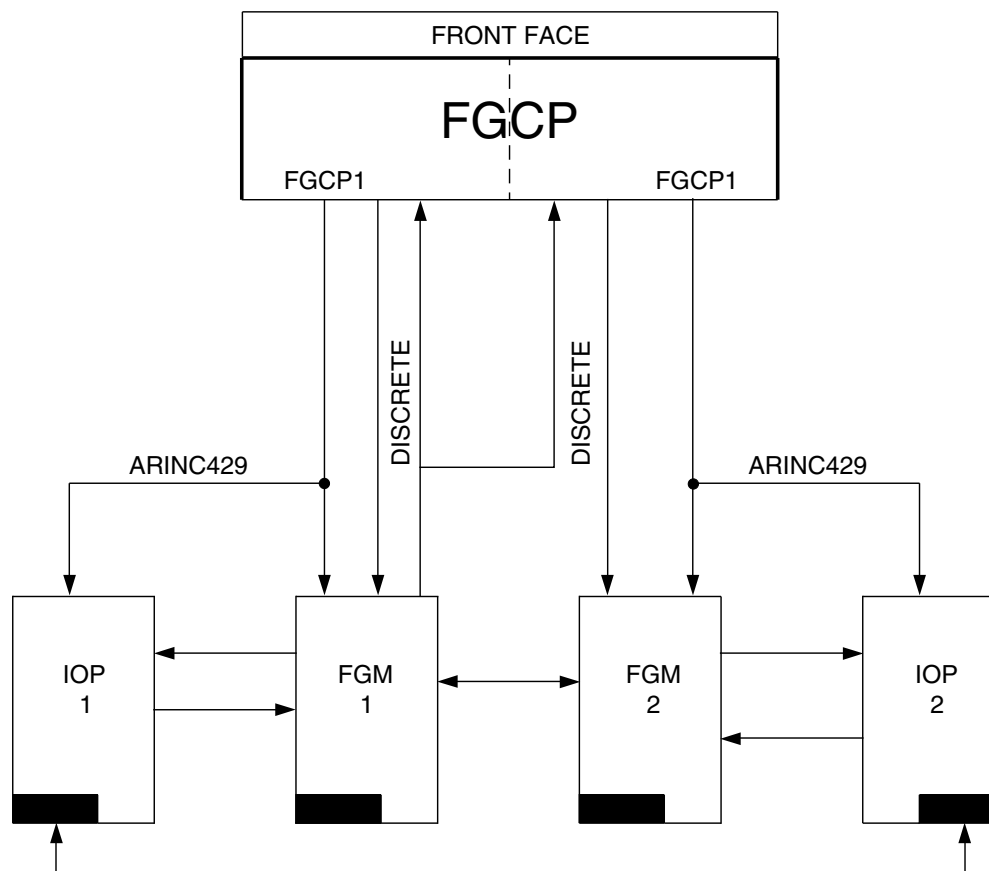 FRONT FACE
FGCP
FGCP1
FGCP1
DISCRETE
DISCRETE
ARINC429
ARINC429
IOP
1
FGM
1
FGM
2
IOP
2